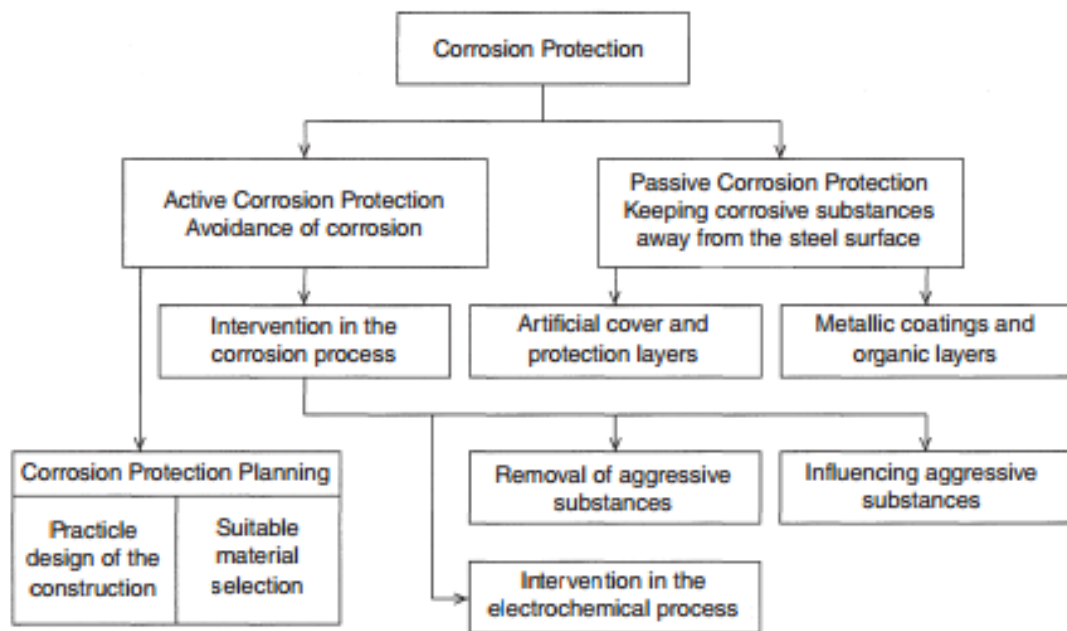 Corrosion Protection
Active Corrosion Protection
Avoidance of corrosion
Passive Corrosion Protection
Keeping corrosive substances
away from the steel surface
Intervention in the
corrosion process
Artificial cover and
protection layers
Metallic coatings and
organic layers
Corrosion Protection Planning
Practicle
design of the
construction
Suitable
material
selection
Removal of aggressive
substances
Influencing aggressive
substances
Intervention in the
electrochemical process